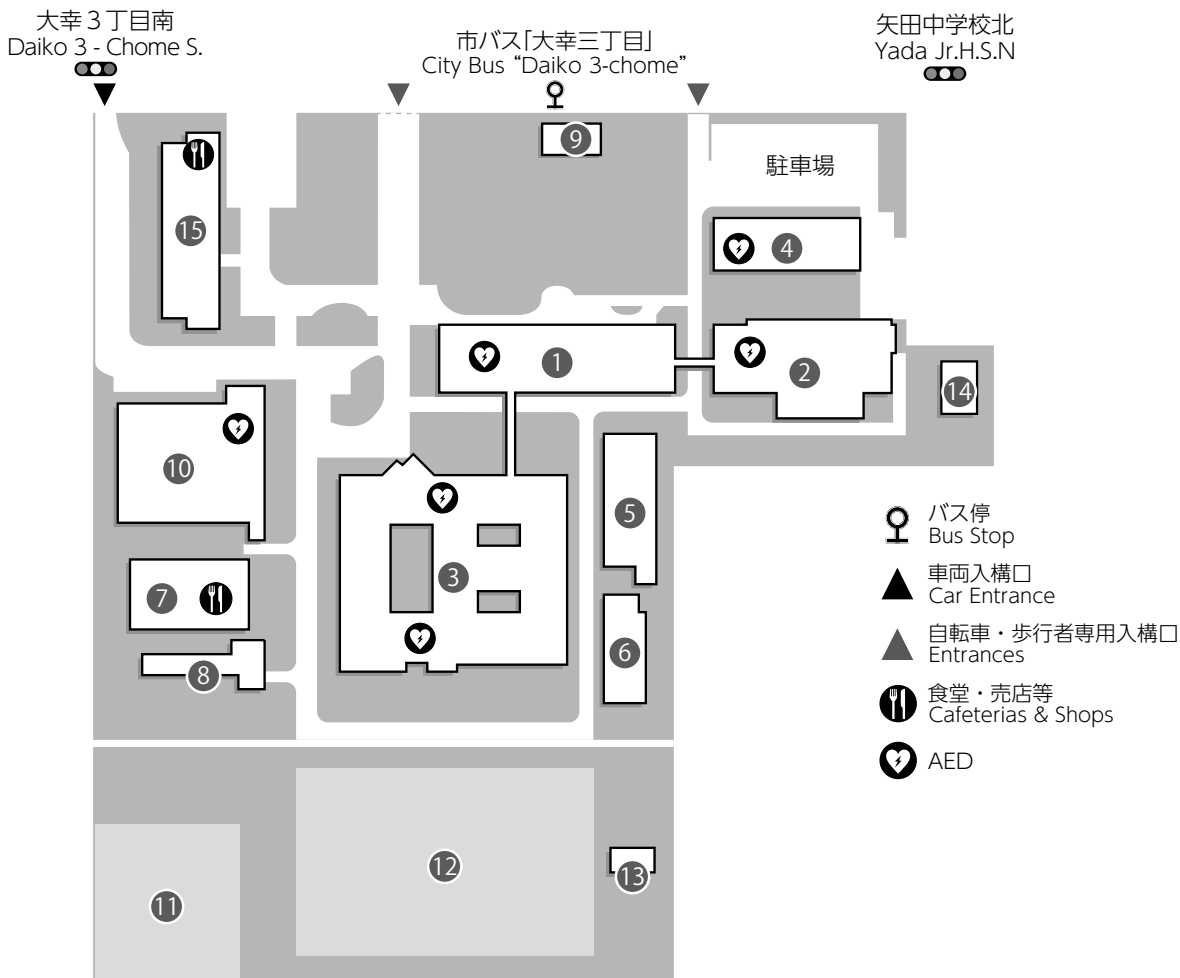 大幸3丁目南
Daiko 3 - Chome S.
市バス「大幸三丁目」
City Bus “Daiko 3-chome”
矢田中学校北
Yada Jr.H.S.N
9
駐車場
15
4
1
2
14
10
5
3
7
6
8
12
13
11
バス停
Bus Stop
車両入構口
Car Entrance
自転車・歩行者専用入構口
Entrances
食堂・売店等
Cafeterias & Shops
AED